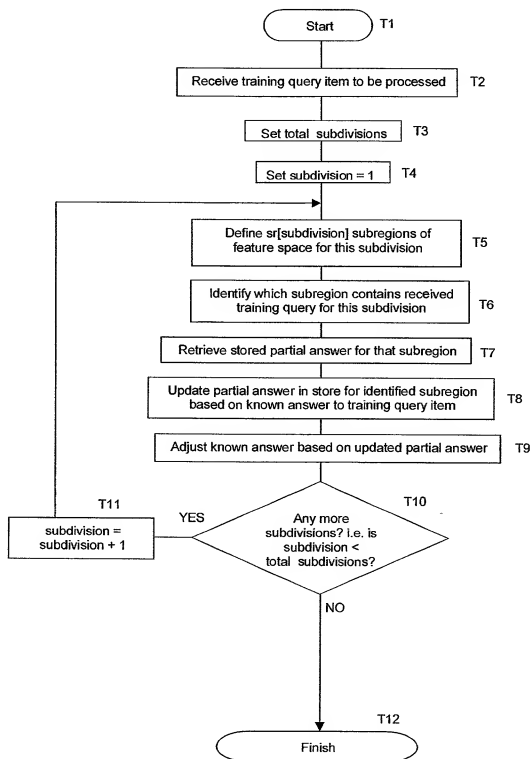 Start
T1
Receive training query item to be processed
T2
Set total subdivisions
T3
Set subdivision = 1
T4
Define sr[subdivision] subregions of
feature space for this subdivision
T5
Identify which subregion contains received
training query for this subdivision
T6
Retrieve stored partial answer for that subregion
T7
Update partial answer in store for identified subregion
based on known answer to training query item
T8
Adjust known answer based on updated partial answer
T9
T10
Any more
subdivisions? i.e. is
subdivision <
total subdivisions?
YES
T11
subdivision =
subdivision + 1
NO
T12
Finish